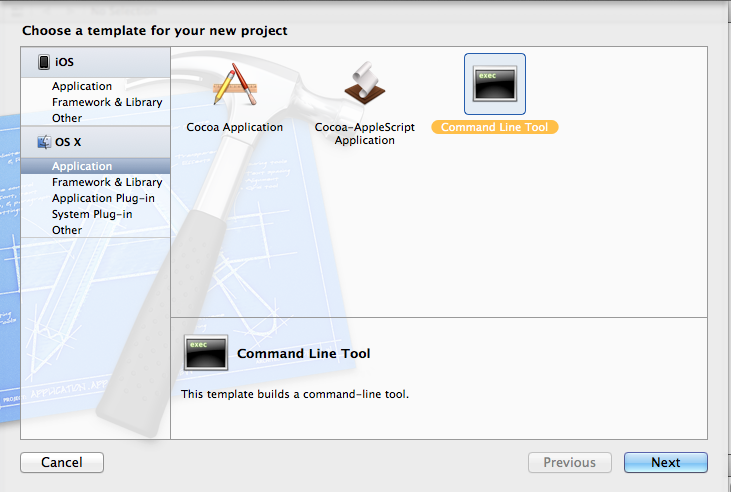 Choose a template for your new project
iOS
Application
Framework & Library
Other
OS X
Application
Framework & Library
Application Plug-in
System Plug-in
Other
Cocoa Application
Cocoa-AppleScript
Application
exec
Command Line Tool
exec
Command Line Tool
This template builds a command-line tool.
Cancel
Previous
Next